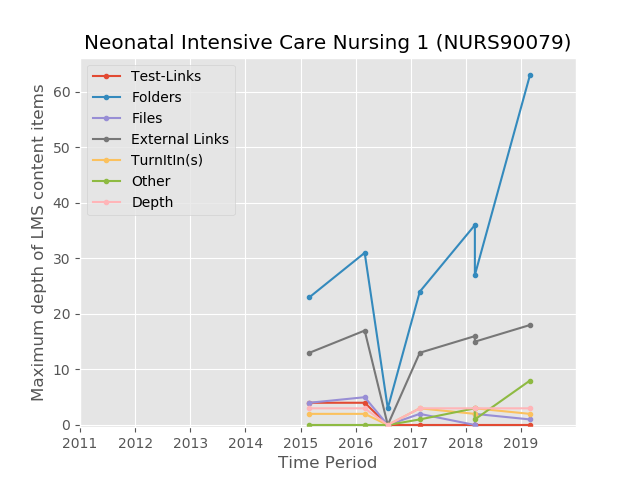 Neonatal Intensive Care Nursing 1 (NURS90079)
Test-Links
Folders
Files
External Links
TurnItIn(s)
Other
Depth
Maximum depth of LMS content items
60
50
40
30
20
10
0
2011 2012 2013 2014 2015 2016 2017 2018 2019
Time Period